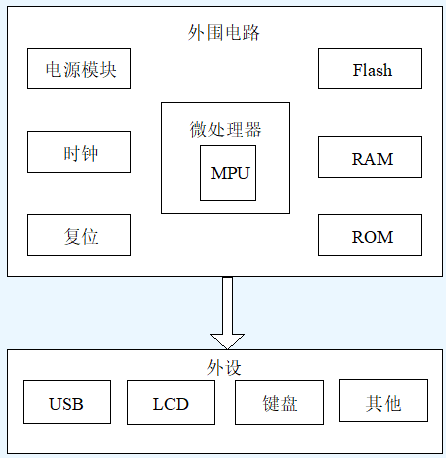 外围电路
电源模块
Flash
微处理器
时钟
MPU
RAM
复位
ROM
外设
USB
LCD
键盘
其他